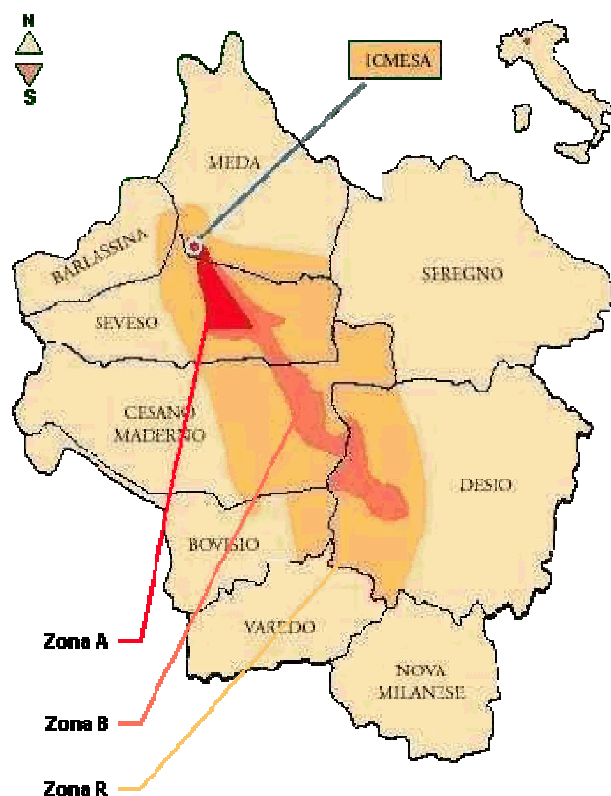 N
S
ICMESA
MEDA
BARLASSINA
SEREGNO
SEVESO
CESANO
MADERNO
DESIO
BOVISIO
Zona A
VAREDO
NOVA
MILANESE
Zona B
Zona R